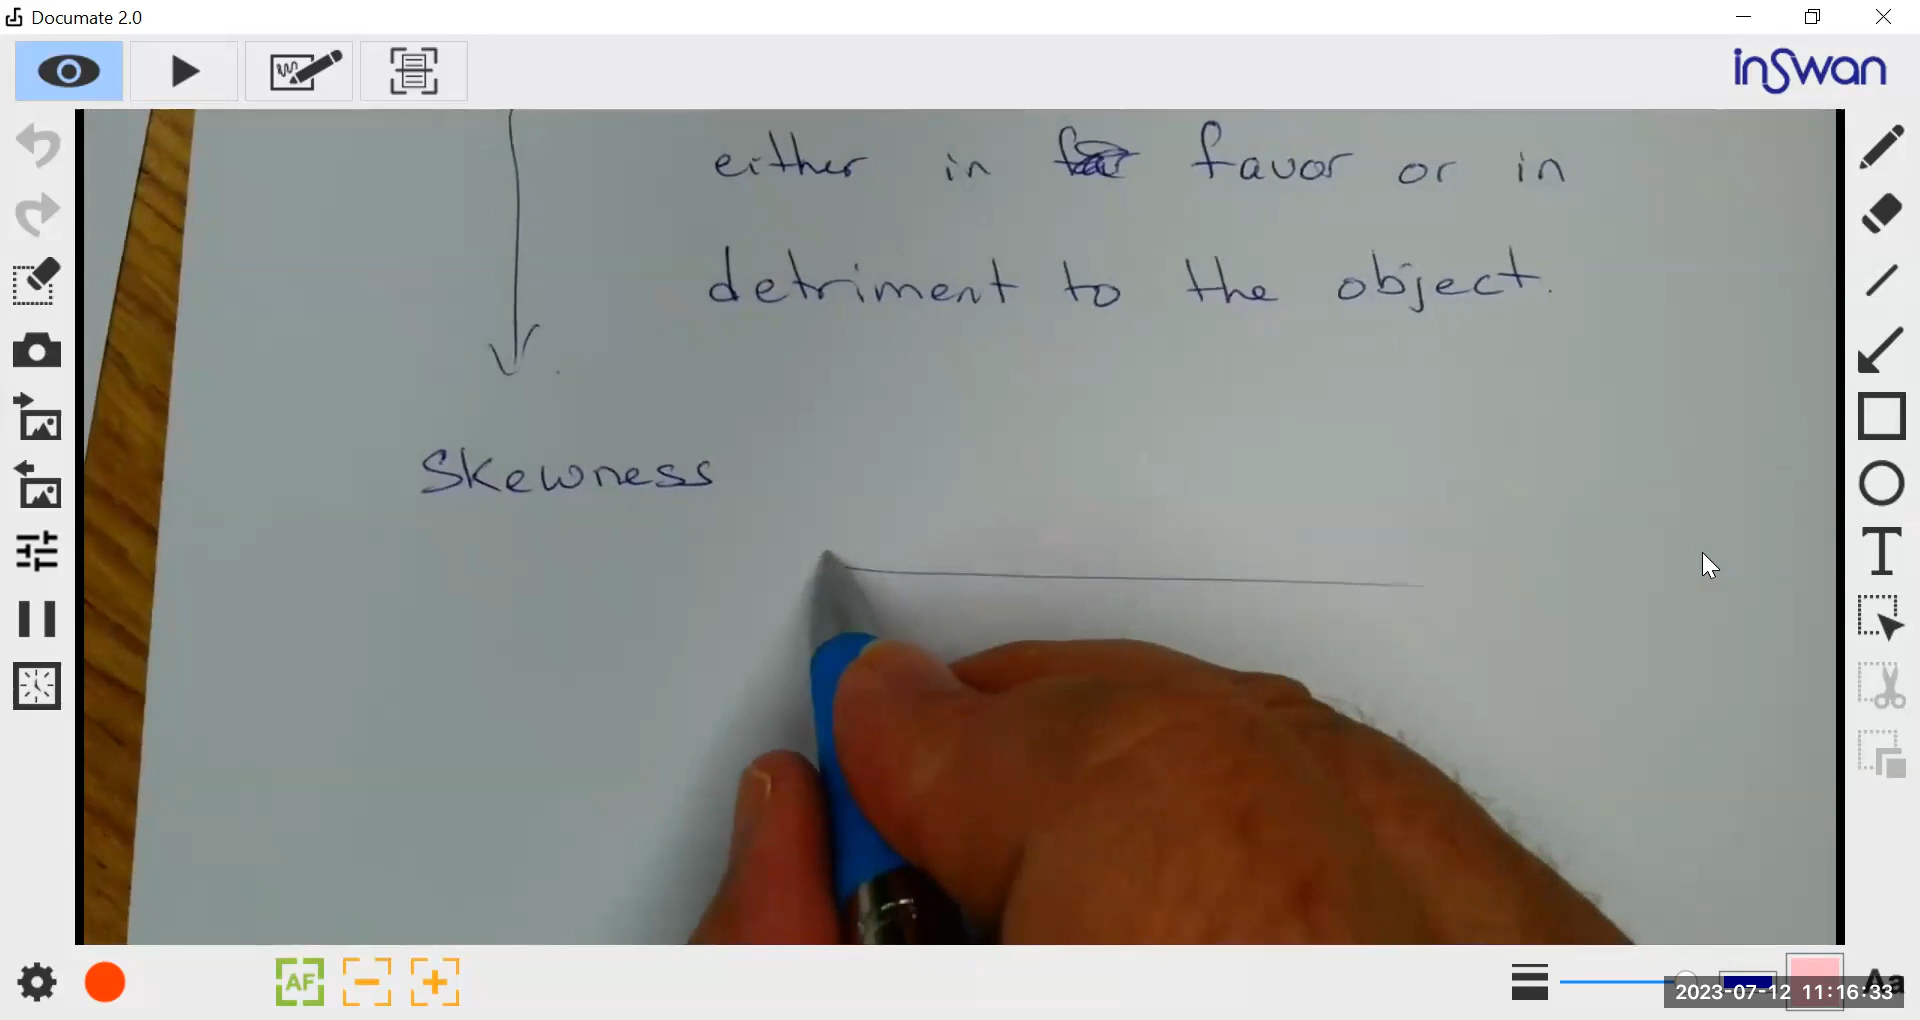 Documate 2.0
inSwan
either in favor or in
detriment to the object.
Skewness
T
AF
Aa
2023-07-12 11:16:33